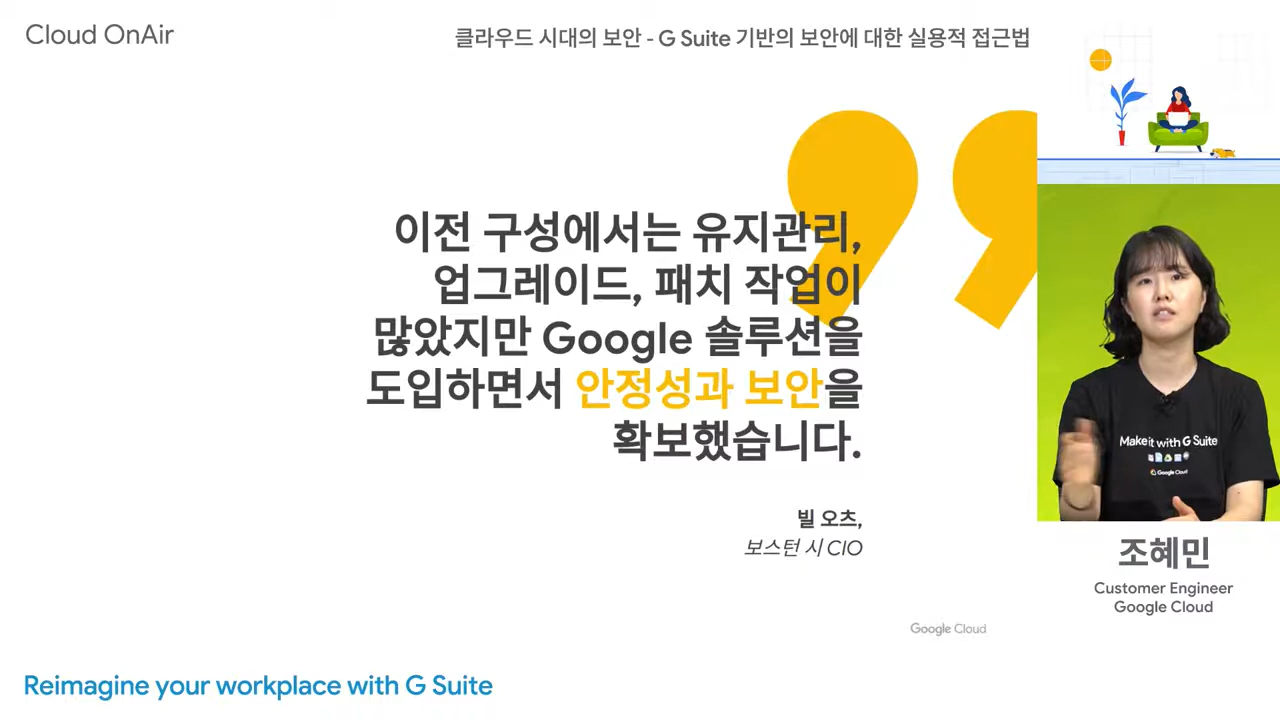 Cloud OnAir
클라우드 시대의 보안 - G Suite 기반의 보안에 대한 실용적 접근법
이전 구성에서는 유지관리,
업그레이드, 패치 작업이
많았지만 Google 솔루션을
도입하면서 안정성과 보안을
확보했습니다.
빌 오츠,
보스턴 시 CIO
Google Cloud
Make it with G Suite
Google Cloud
조혜민
Customer Engineer
Google Cloud
Reimagine your workplace with G Suite